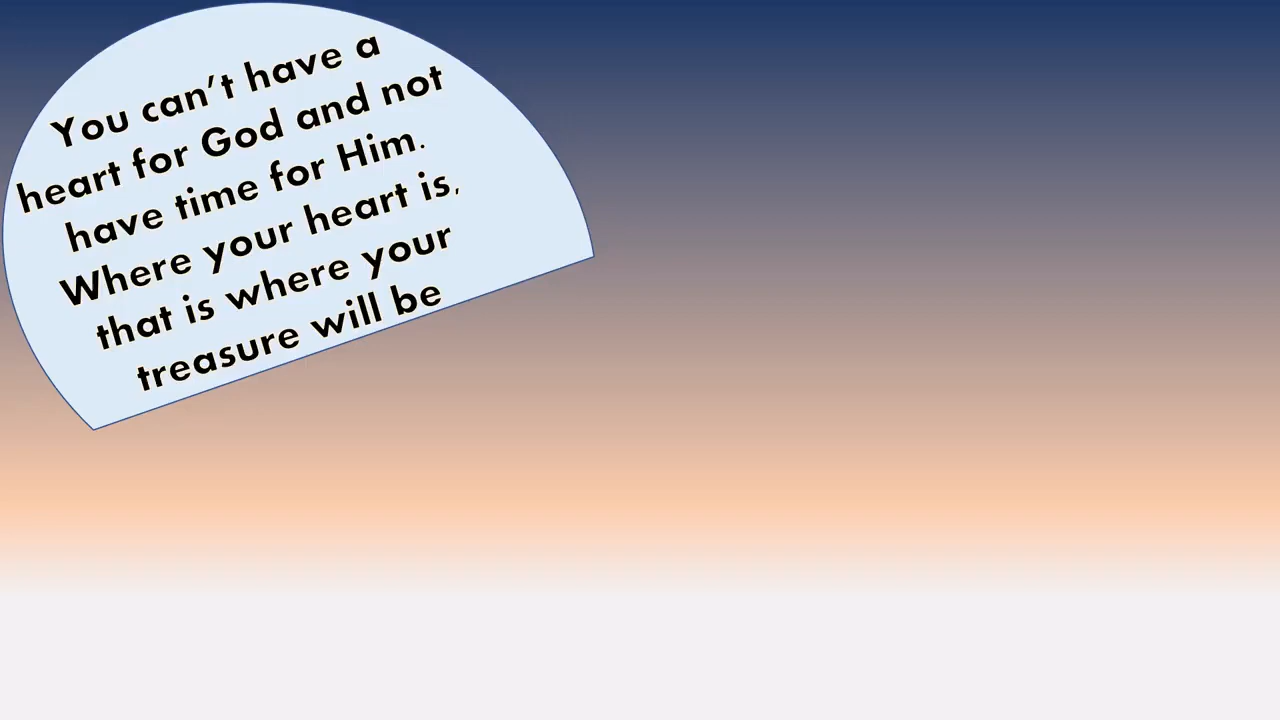 You can’t have a
heart for God and not
have time for Him.
Where your heart is,
that is where your
treasure will be